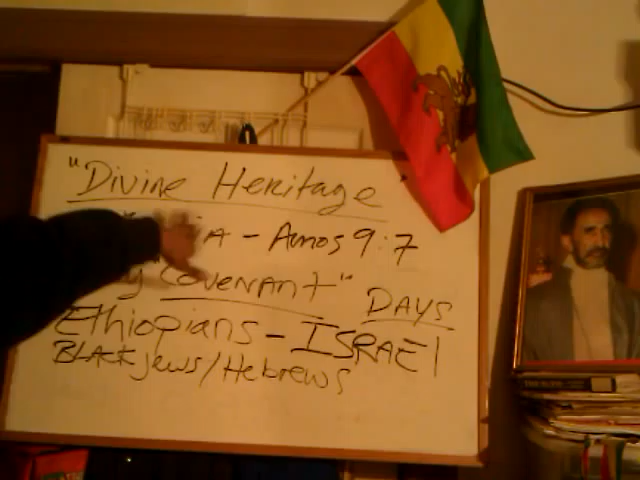 "Divine Heritage
- Amos 9:7
Covenant" DAYS
Ethiopians - ISRAEl
BLAck Jews/Hebrews